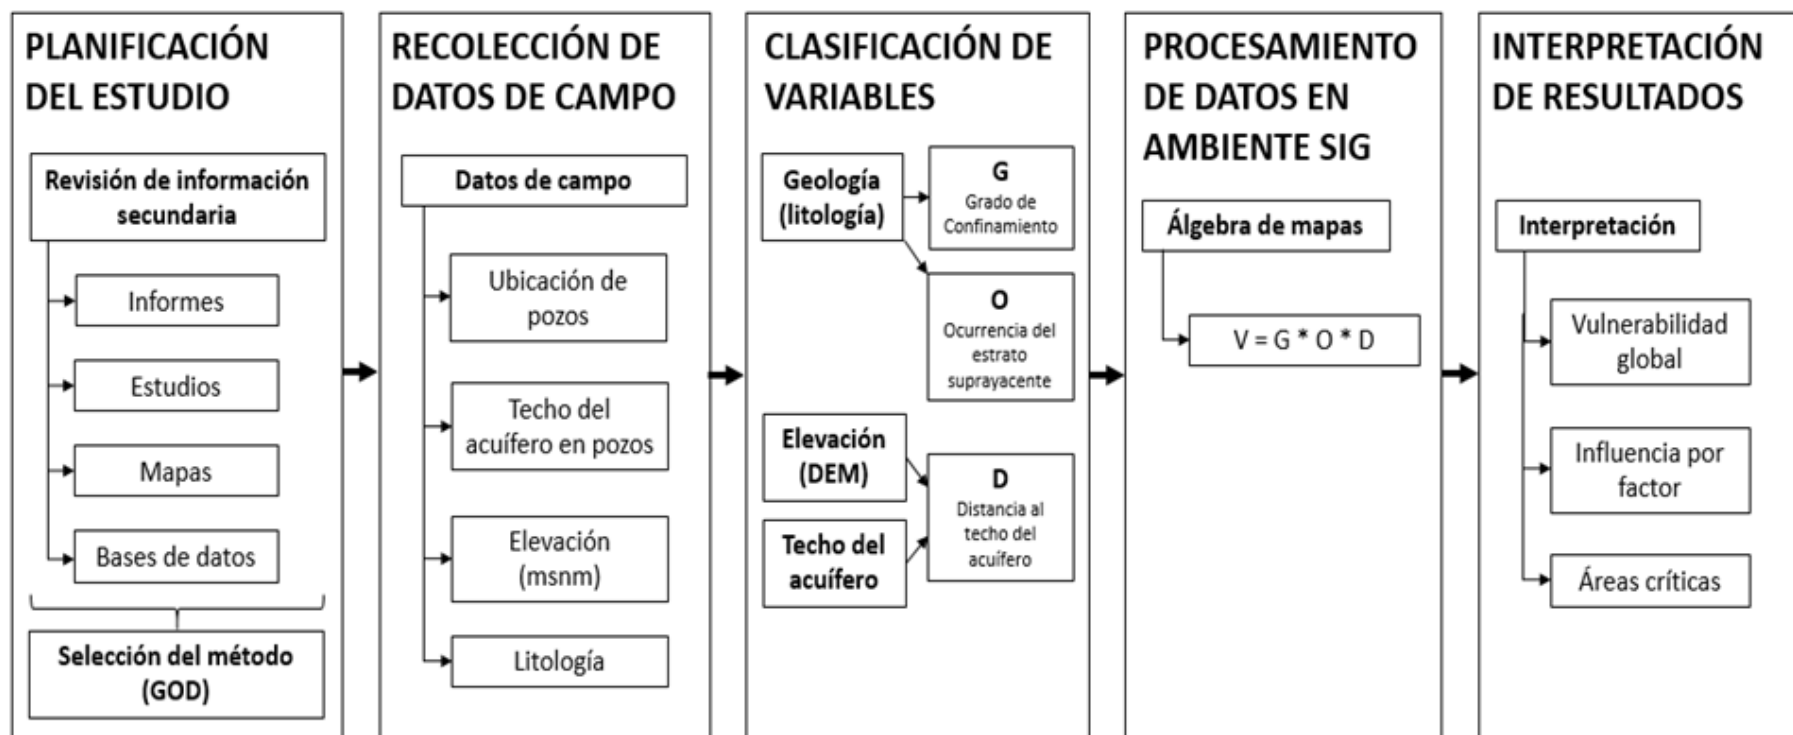 PLANIFICACIÓN
DEL ESTUDIO
Revisión de información
secundaria
Informes
Estudios
Mapas
Bases de datos
Selección del método
(GOD)
RECOLECCIÓN DE
DATOS DE CAMPO
Datos de campo
Ubicación de
pozos
Techo del
acuífero en pozos
Elevación
(msnm)
Litología
CLASIFICACIÓN DE
VARIABLES
Geología
(litología)
G
Grado de
Confinamiento
O
Ocurrencia del
estrato
suprayacente
Elevación
(DEM)
Techo del
acuífero
D
Distancia al
techo del
acuífero
PROCESAMIENTO
DE DATOS EN
AMBIENTE SIG
Álgebra de mapas
V = G * O * D
INTERPRETACIÓN
DE RESULTADOS
Interpretación
Vulnerabilidad
global
Influencia por
factor
Áreas críticas